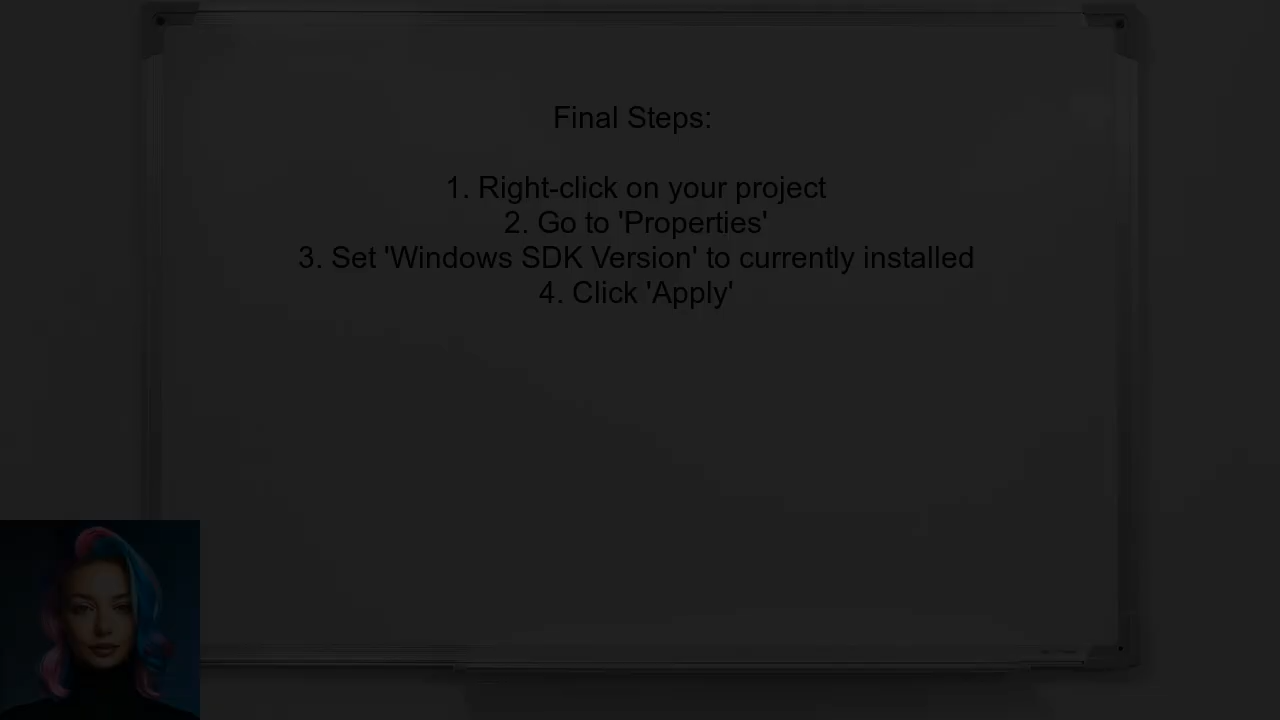 Final Steps:
1. Right-click on your project
2. Go to 'Properties'
3. Set 'Windows SDK Version' to currently installed
4. Click 'Apply'